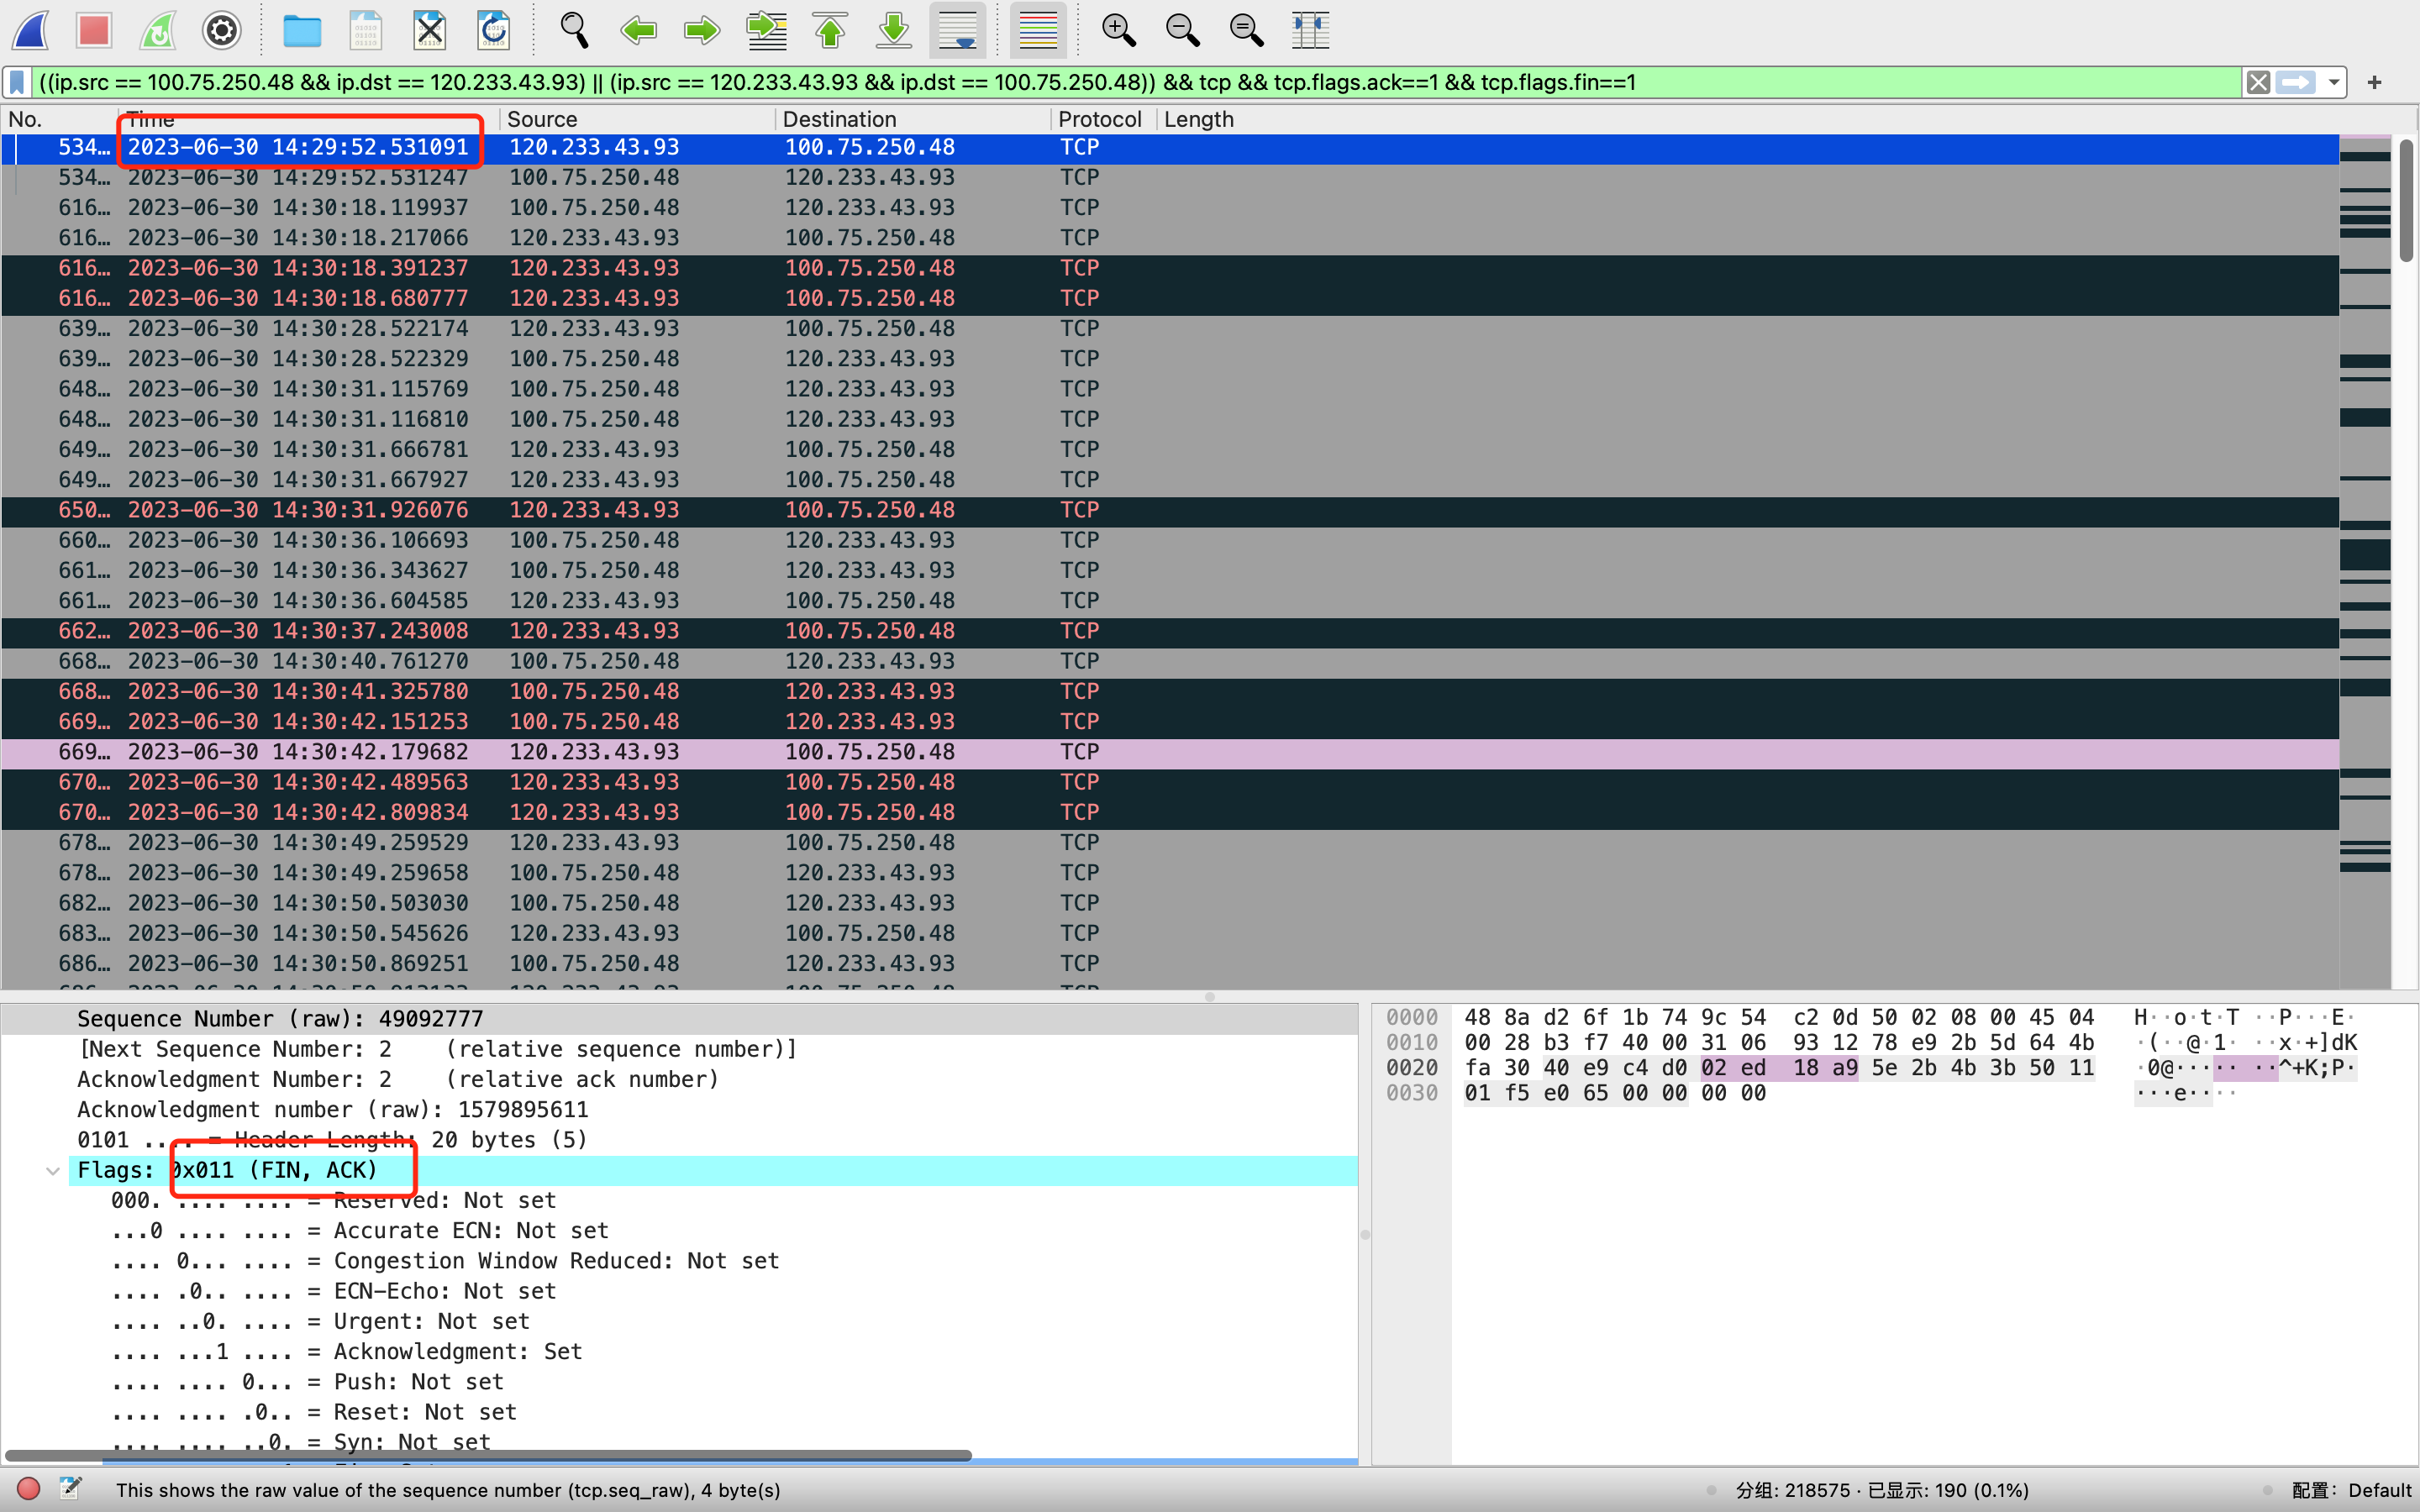 ((ip.src == 100.75.250.48 && ip.dst == 120.233.43.93) || (ip.src == 120.233.43.93 && ip.dst == 100.75.250.48)) && tcp && tcp.flags.ack==1 && tcp.flags.fin==1
No. Time Source Destination Protocol Length
534… 2023-06-30 14:29:52.531091 120.233.43.93 100.75.250.48 TCP
534… 2023-06-30 14:29:52.531247 100.75.250.48 120.233.43.93 TCP
616… 2023-06-30 14:30:18.119937 100.75.250.48 120.233.43.93 TCP
616… 2023-06-30 14:30:18.217066 120.233.43.93 100.75.250.48 TCP
616… 2023-06-30 14:30:18.391237 120.233.43.93 100.75.250.48 TCP
616… 2023-06-30 14:30:18.680777 120.233.43.93 100.75.250.48 TCP
639… 2023-06-30 14:30:28.522174 120.233.43.93 100.75.250.48 TCP
639… 2023-06-30 14:30:28.522329 100.75.250.48 120.233.43.93 TCP
648… 2023-06-30 14:30:31.115769 100.75.250.48 120.233.43.93 TCP
648… 2023-06-30 14:30:31.116810 100.75.250.48 120.233.43.93 TCP
649… 2023-06-30 14:30:31.666781 120.233.43.93 100.75.250.48 TCP
649… 2023-06-30 14:30:31.667927 120.233.43.93 100.75.250.48 TCP
650… 2023-06-30 14:30:31.926076 120.233.43.93 100.75.250.48 TCP
660… 2023-06-30 14:30:36.106693 100.75.250.48 120.233.43.93 TCP
661… 2023-06-30 14:30:36.343627 100.75.250.48 120.233.43.93 TCP
661… 2023-06-30 14:30:36.604585 120.233.43.93 100.75.250.48 TCP
662… 2023-06-30 14:30:37.243008 120.233.43.93 100.75.250.48 TCP
668… 2023-06-30 14:30:40.761270 100.75.250.48 120.233.43.93 TCP
668… 2023-06-30 14:30:41.325780 100.75.250.48 120.233.43.93 TCP
669… 2023-06-30 14:30:42.151253 100.75.250.48 120.233.43.93 TCP
669… 2023-06-30 14:30:42.179682 120.233.43.93 100.75.250.48 TCP
670… 2023-06-30 14:30:42.489563 120.233.43.93 100.75.250.48 TCP
670… 2023-06-30 14:30:42.809834 120.233.43.93 100.75.250.48 TCP
678… 2023-06-30 14:30:49.259529 120.233.43.93 100.75.250.48 TCP
678… 2023-06-30 14:30:49.259658 100.75.250.48 120.233.43.93 TCP
682… 2023-06-30 14:30:50.503030 100.75.250.48 120.233.43.93 TCP
683… 2023-06-30 14:30:50.545626 120.233.43.93 100.75.250.48 TCP
686… 2023-06-30 14:30:50.869251 100.75.250.48 120.233.43.93 TCP
Sequence Number (raw): 49092777
[Next Sequence Number: 2 (relative sequence number)]
Acknowledgment Number: 2 (relative ack number)
Acknowledgment number (raw): 1579895611
0101 .... = Header Length: 20 bytes (5)
Flags: 0x011 (FIN, ACK)
000. .... .... = Reserved: Not set
...0 .... .... = Accurate ECN: Not set
.... 0... .... = Congestion Window Reduced: Not set
.... .0.. .... = ECN-Echo: Not set
.... ..0. .... = Urgent: Not set
.... ...1 .... = Acknowledgment: Set
.... .... 0... = Push: Not set
.... .... .0.. = Reset: Not set
.... .... ..0. = Syn: Not set
0000 48 8a d2 6f 1b 74 9c 54 c2 0d 50 02 08 00 45 04 H··o·t·T ··P···E·
0010 00 28 b3 f7 40 00 31 06 93 12 78 e9 2b 5d 64 4b ·(··@·1· ··x·+]dK
0020 fa 30 40 e9 c4 d0 02 ed 18 a9 5e 2b 4b 3b 50 11 ·0@····· ··^+K;P·
0030 01 f5 e0 65 00 00 00 00 ···e····
This shows the raw value of the sequence number (tcp.seq_raw), 4 byte(s)
分组: 218575 · 已显示: 190 (0.1%)
配置: Default